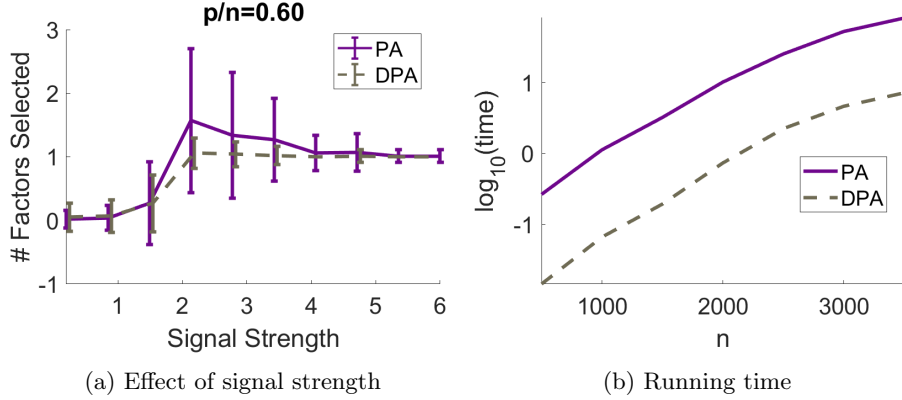 p/n=0.60
# Factors Selected
3
2
1
0
-1
PA
DPA
1 2 3 4 5 6
Signal Strength
(a) Effect of signal strength
log10(time)
1
0
-1
PA
DPA
1000 2000 3000
n
(b) Running time